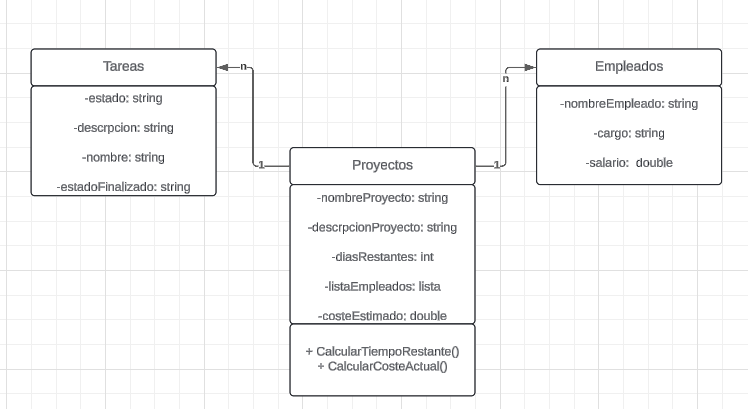 Tareas
-estado: string
-descrpcion: string
-nombre: string
-estadoFinalizado: string
n
1
Proyectos
-nombreProyecto: string
-descrpcionProyecto: string
-diasRestantes: int
-listaEmpleados: lista
-costeEstimado: double
+ CalcularTiempoRestante()
+ CalcularCosteActual()
1
n
Empleados
-nombreEmpleado: string
-cargo: string
-salario: double